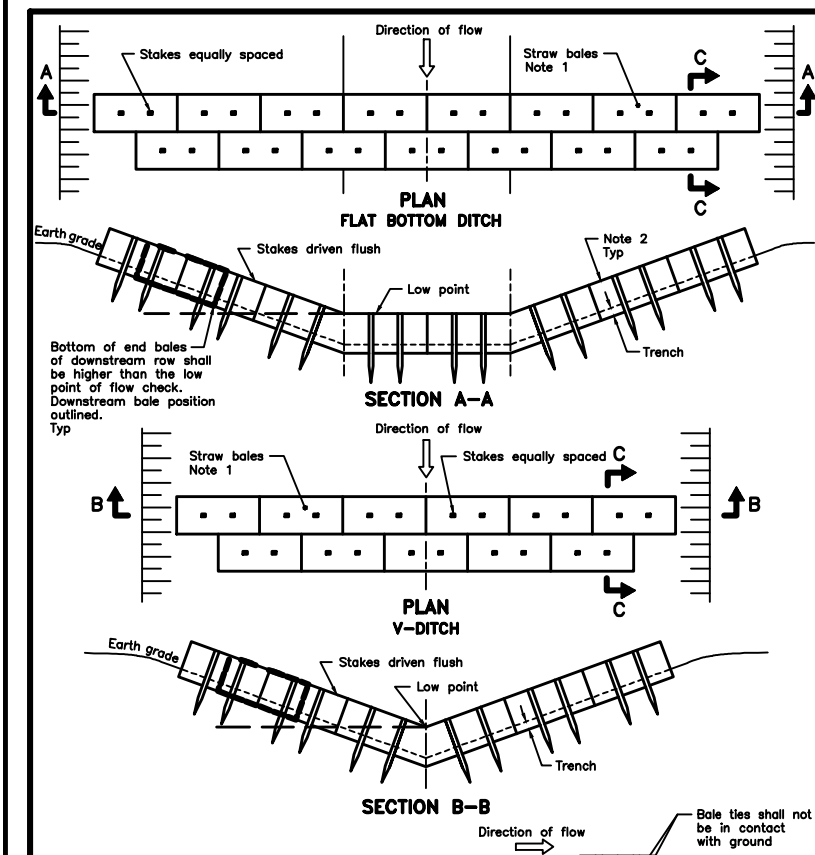 Direction of flow
Stakes equally spaced
Straw bales
Note 1
C
A
A
PLAN
FLAT BOTTOM DITCH
C
Earth grade
Stakes driven flush
Note 2
Typ
Low point
Trench
Bottom of end bales
of downstream row shall
be higher than the low
point of flow check.
Downstream bale position
outlined.
Typ
SECTION A-A
Direction of flow
Straw bales
Note 1
Stakes equally spaced
C
B
B
PLAN
V-DITCH
C
Earth grade
Stakes driven flush
Low point
Trench
SECTION B-B
Direction of flow
Bale ties shall not
be in contact
with ground